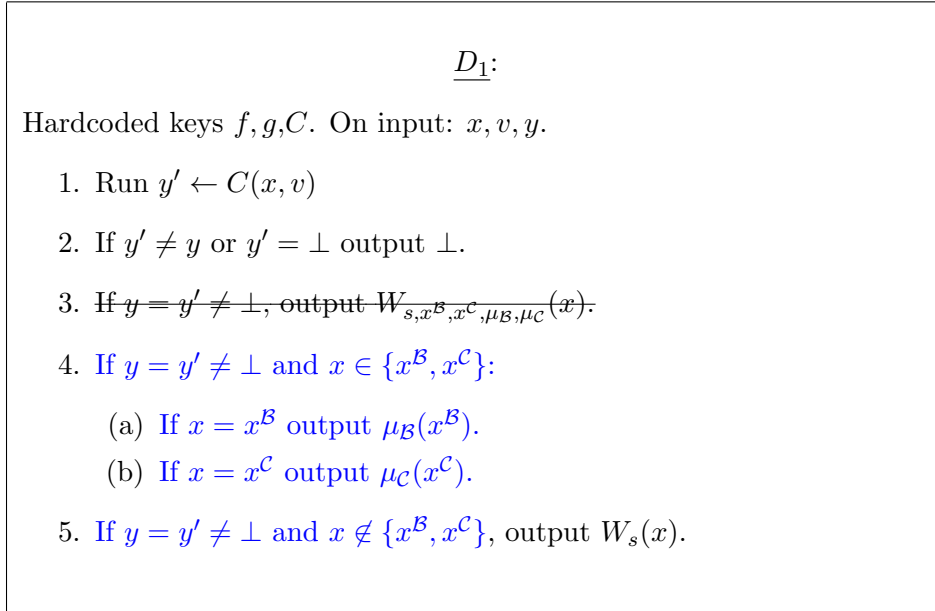 D₁:
Hardcoded keys f, g,C. On input: x, v, y.
1. Run y′ ← C(x, v)
2. If y′ ≠ y or y′ = ⊥ output ⊥.
3. If y = y′ ≠ ⊥, output W_{s,x^ℬ,x^𝒞,μ_ℬ,μ_𝒞}(x).
4. If y = y′ ≠ ⊥ and x ∈ {x^ℬ, x^𝒞}:
(a) If x = x^ℬ output μ_ℬ(x^ℬ).
(b) If x = x^𝒞 output μ_𝒞(x^𝒞).
5. If y = y′ ≠ ⊥ and x ∉ {x^ℬ, x^𝒞}, output W_s(x).